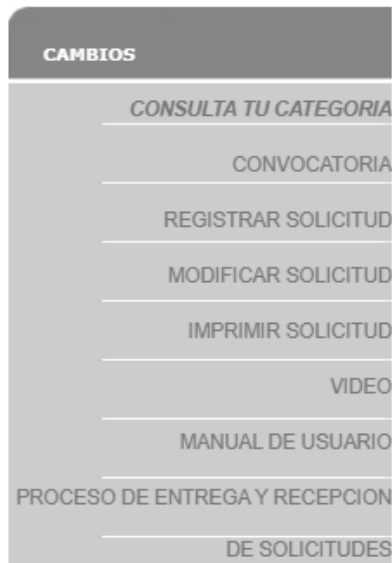 CAMBIOS
CONSULTA TU CATEGORIA
CONVOCATORIA
REGISTRAR SOLICITUD
MODIFICAR SOLICITUD
IMPRIMIR SOLICITUD
VIDEO
MANUAL DE USUARIO
PROCESO DE ENTREGA Y RECEPCION
DE SOLICITUDES